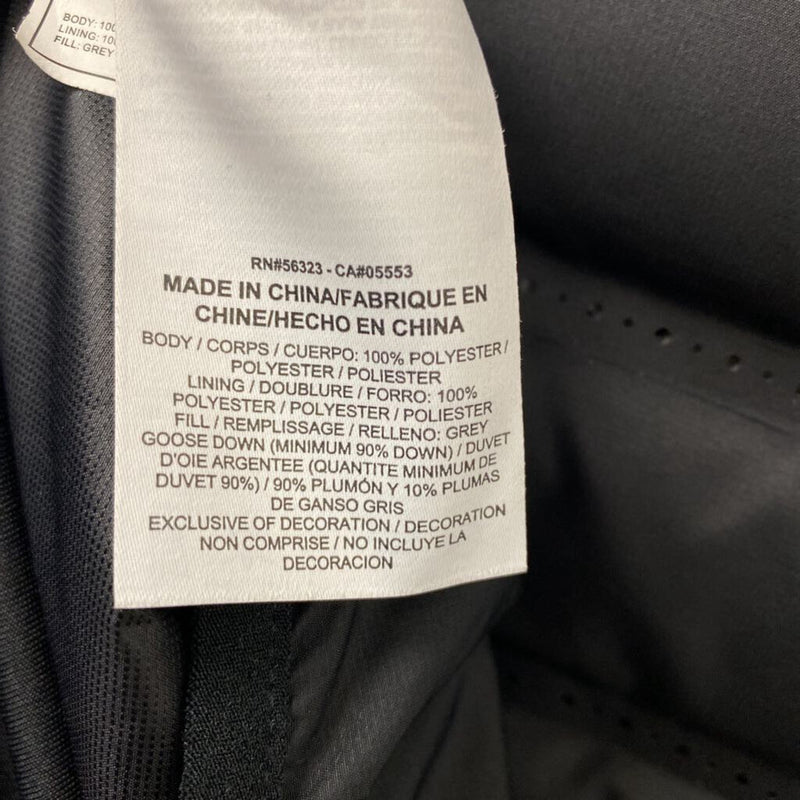 BODY: 100
LINING: 100
FILL: GREY
RN#56323 - CA#05553
MADE IN CHINA/FABRIQUE EN
CHINE/HECHO EN CHINA
BODY / CORPS / CUERPO: 100% POLYESTER /
POLYESTER / POLIESTER
LINING / DOUBLURE / FORRO: 100%
POLYESTER / POLYESTER / POLIESTER
FILL / REMPLISSAGE / RELLENO: GREY
GOOSE DOWN (MINIMUM 90% DOWN) / DUVET
D'OIE ARGENTEE (QUANTITE MINIMUM DE
DUVET 90%) / 90% PLUMÓN Y 10% PLUMAS
DE GANSO GRIS
EXCLUSIVE OF DECORATION / DECORATION
NON COMPRISE / NO INCLUYE LA
DECORACION